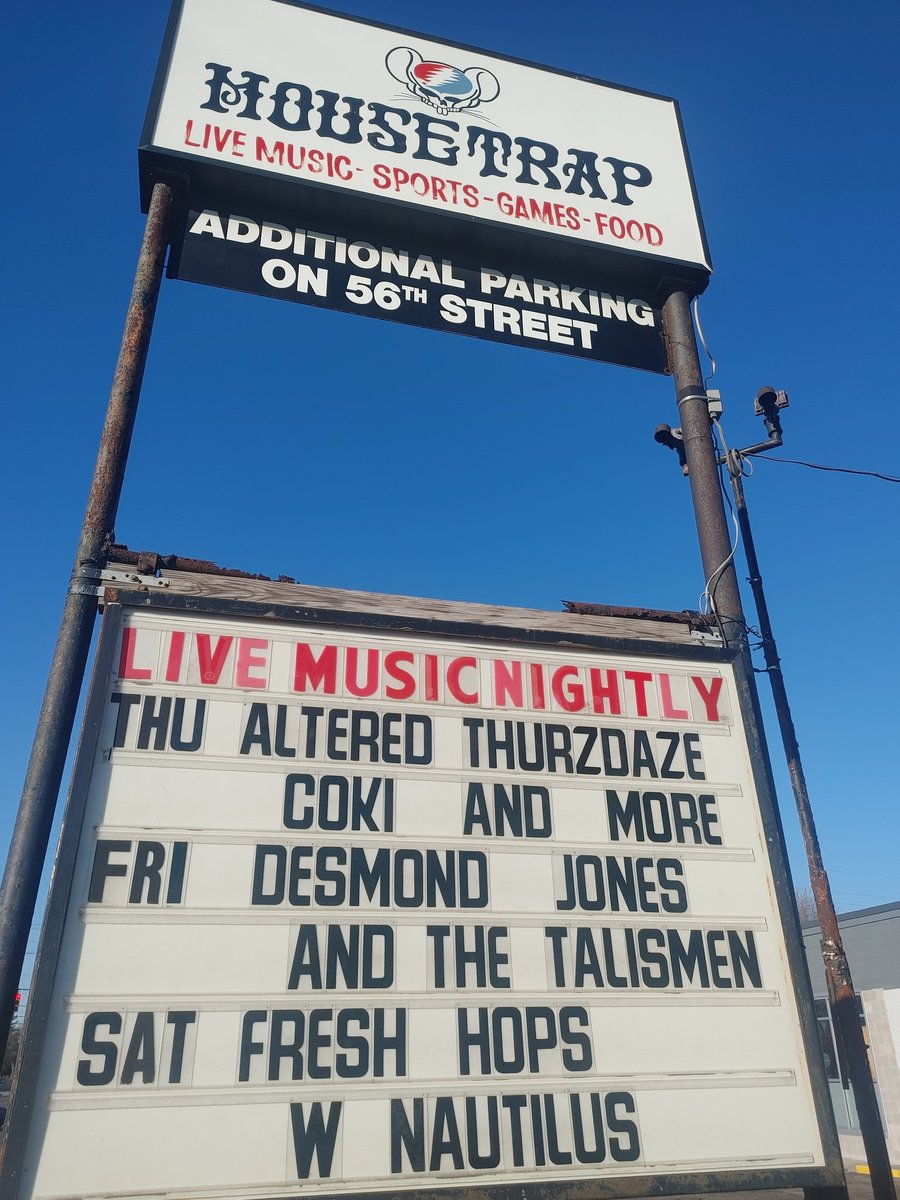 MOUSETRAP
LIVE MUSIC - SPORTS - GAMES - FOOD
ADDITIONAL PARKING
ON 56TH STREET
LIVE MUSIC NIGHTLY
THU ALTERED THURZDAZE
COKI AND MORE
FRI DESMOND JONES
AND THE TALISMEN
SAT FRESH HOPS
W NAUTILUS